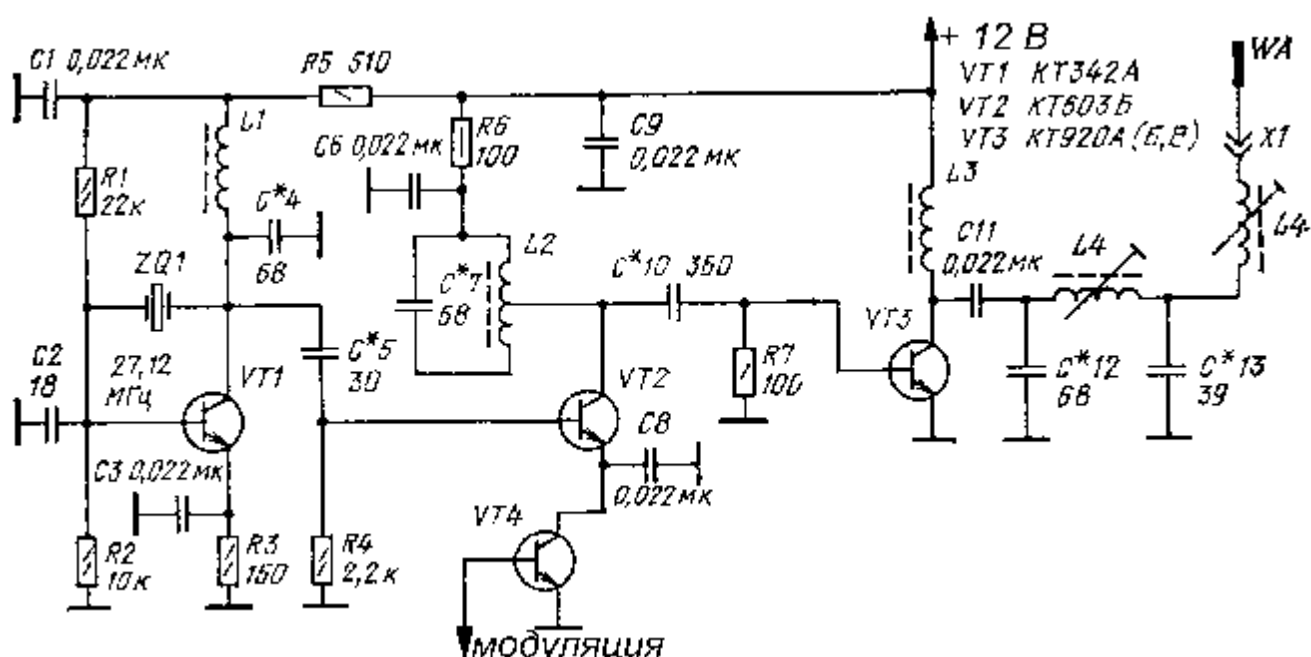 C1 0,022 мк
R5 510
+ 12 В
VT1 КТ342А
VT2 КТ603Б
VT3 КТ920А (Б,В)
WA
X1
L1
R6
100
C6 0,022 мк
C9
0,022 мк
R1
22к
C*4
68
L2
L3
C11
0,022 мк
L4
L4
ZQ1
C*7
68
C*10 350
VT3
C2
18
27,12
МГц
VT1
C*5
30
VT2
R7
100
C*12
68
C*13
39
C3 0,022 мк
C8
0,022 мк
VT4
R2
10к
R3
150
R4
2,2к
модуляция